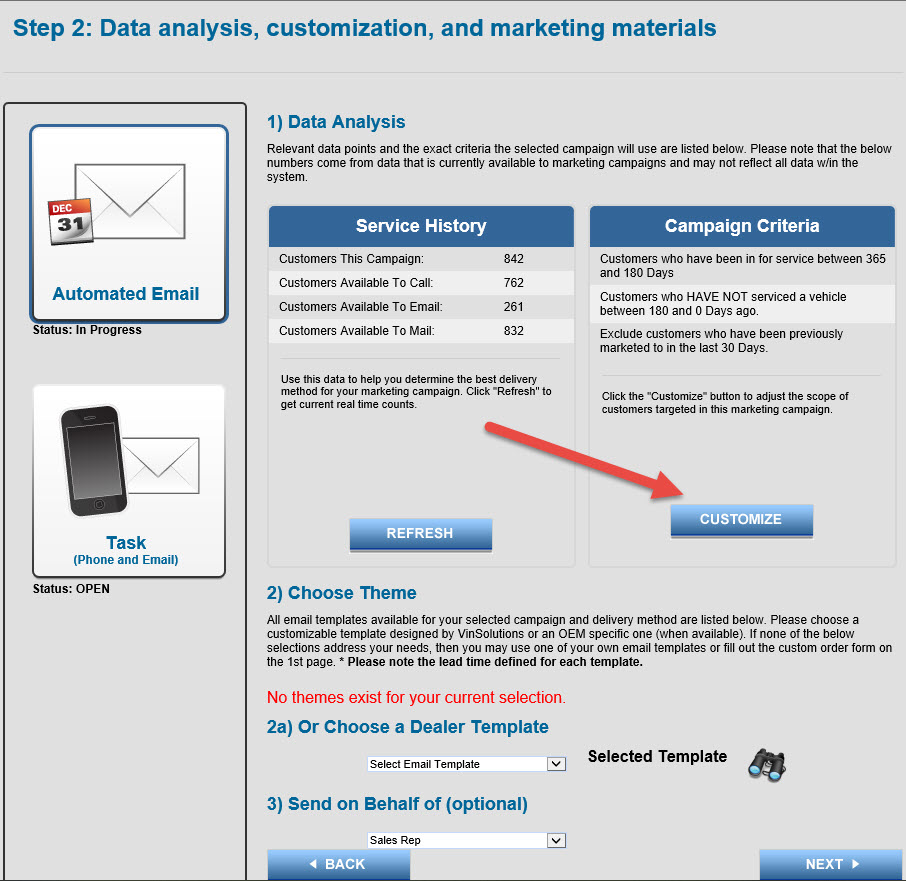 Step 2: Data analysis, customization, and marketing materials
DEC
31
Automated Email
Status: In Progress
Task
(Phone and Email)
Status: OPEN
1) Data Analysis
Relevant data points and the exact criteria the selected campaign will use are listed below. Please note that the below
numbers come from data that is currently available to marketing campaigns and may not reflect all data w/in the
system.
Service History
Customers This Campaign: 842
Customers Available To Call: 762
Customers Available To Email: 261
Customers Available To Mail: 832
Use this data to help you determine the best delivery
method for your marketing campaign. Click "Refresh" to
get current real time counts.
REFRESH
Campaign Criteria
Customers who have been in for service between 365
and 180 Days
Customers who HAVE NOT serviced a vehicle
between 180 and 0 Days ago.
Exclude customers who have been previously
marketed to in the last 30 Days.
Click the "Customize" button to adjust the scope of
customers targeted in this marketing campaign.
CUSTOMIZE
2) Choose Theme
All email templates available for your selected campaign and delivery method are listed below. Please choose a
customizable template designed by VinSolutions or an OEM specific one (when available). If none of the below
selections address your needs, then you may use one of your own email templates or fill out the custom order form on
the 1st page. * Please note the lead time defined for each template.
No themes exist for your current selection.
2a) Or Choose a Dealer Template
Select Email Template
Selected Template
3) Send on Behalf of (optional)
Sales Rep
BACK
NEXT